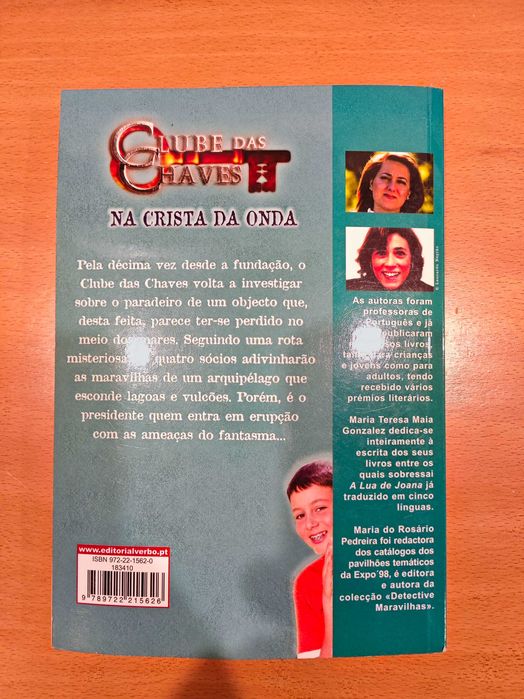 CLUBE DAS
CHAVES
NA CRISTA DA ONDA
Pela décima vez desde a fundação, o
Clube das Chaves volta a investigar
sobre o paradeiro de um objecto que,
desta feita, parece ter-se perdido no
meio dos mares. Seguindo uma rota
misteriosa, quatro sócios adivinharão
as maravilhas de um arquipélago que
esconde lagoas e vulcões. Porém, é o
presidente quem entra em erupção
com as ameaças do fantasma...
www.editorialverbo.pt
ISBN 972-22-1562-0
183410
9 789722 215626
As autoras foram
professoras de
Português e já
livros,
para crianças
e jovens como para
adultos, tendo
recebido vários
prémios literários.
Maria Teresa Maia
Gonzalez dedica-se
inteiramente à
escrita dos seus
livros entre os
quais sobressai
A Lua de Joana já
traduzido em cinco
línguas.
Maria do Rosário
Pedreira foi redactora
dos catálogos dos
pavilhões temáticos
da Expo'98, é editora
e autora da
colecção «Detective
Maravilhas».